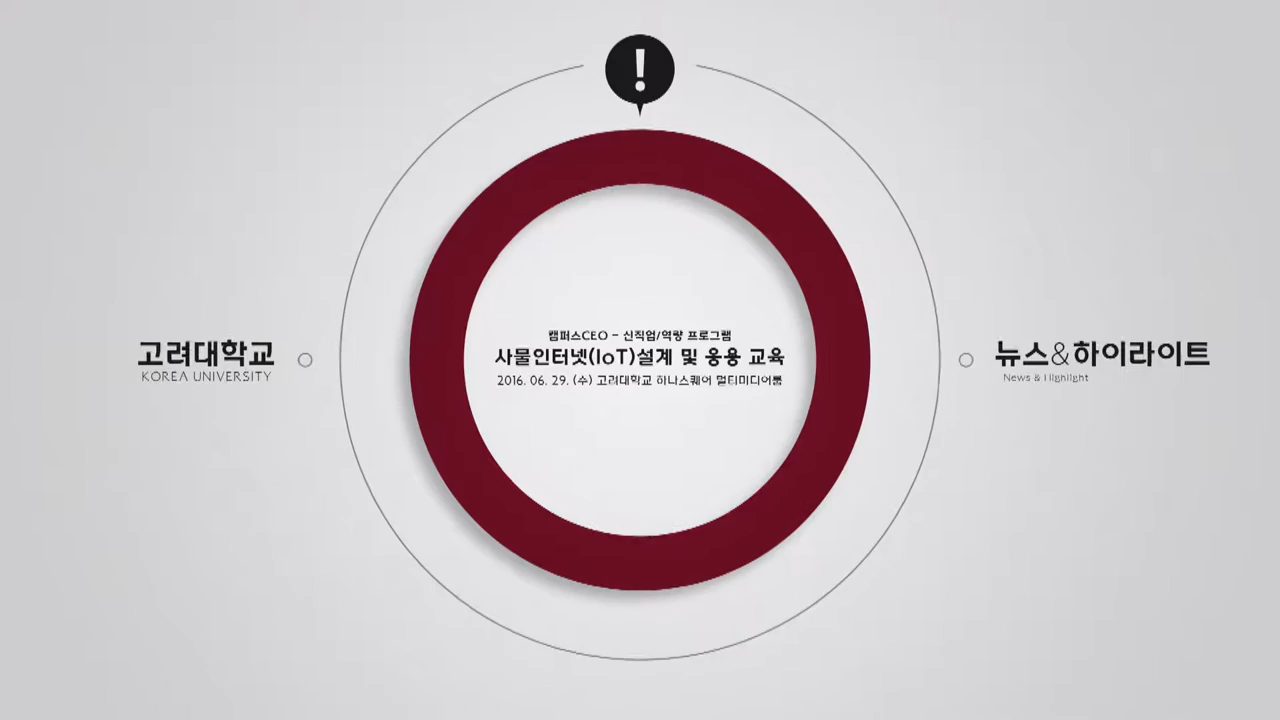 !
고려대학교
KOREA UNIVERSITY
캠퍼스CEO - 신직업/역량 프로그램
사물인터넷(IoT)설계 및 응용 교육
2016. 06. 29. (수) 고려대학교 하나스퀘어 멀티미디어룸
뉴스&하이라이트
News & Highlight